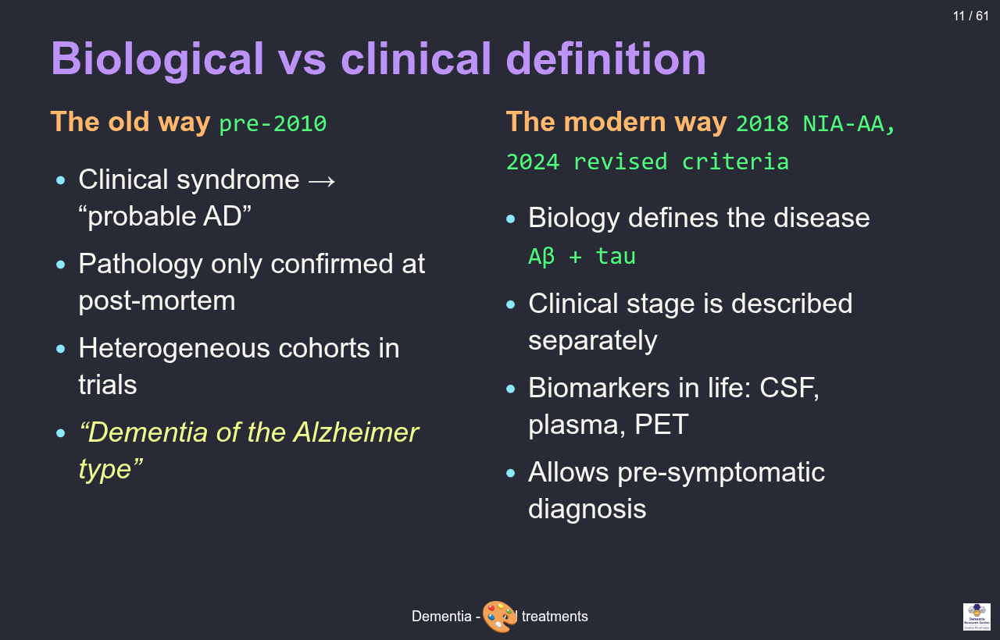 11 / 61
Biological vs clinical definition
The old way pre-2010
Clinical syndrome →
“probable AD”
Pathology only confirmed at
post-mortem
Heterogeneous cohorts in
trials
“Dementia of the Alzheimer
type”
The modern way 2018 NIA-AA,
2024 revised criteria
Biology defines the disease
Aβ + tau
Clinical stage is described
separately
Biomarkers in life: CSF,
plasma, PET
Allows pre-symptomatic
diagnosis
Dementia - treatments
Dementia
Research Centre